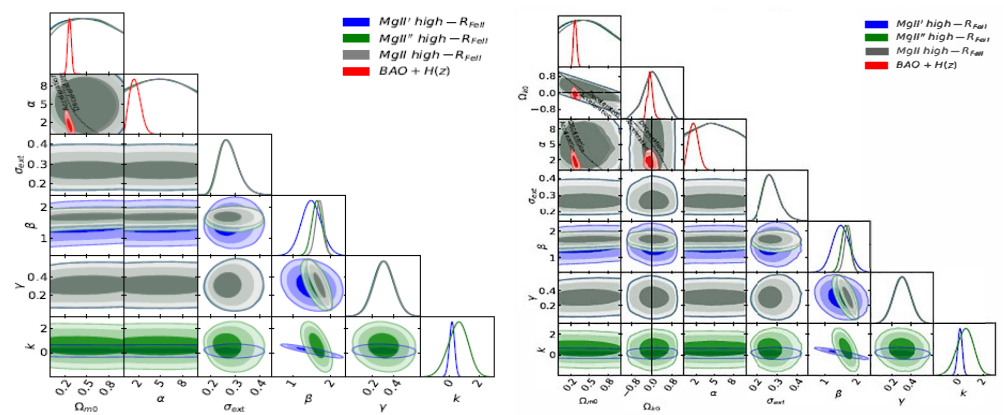 MgII′ high – R_FeII
MgII″ high – R_FeII
MgII high – R_FeII
BAO + H(z)
α
8
5
2
σ_ext
0.4
0.3
0.2
β
2
1
γ
0.4
0.2
k
2
0
0.2 0.5 0.8
Ω_m0
2 5 8
α
0.2 0.3 0.4
σ_ext
1 2
β
0.2 0.4
γ
0 2
k
MgII′ high – R_FeII
MgII″ high – R_FeII
MgII high – R_FeII
BAO + H(z)
Ω_k0
0.8
0.0
−0.8
α
8
5
2
σ_ext
0.4
0.3
0.2
β
2
1
γ
0.4
0.2
k
2
0
0.2 0.5 0.8
Ω_m0
−0.8 0.0 0.8
Ω_k0
2 5 8
α
0.2 0.3 0.4
σ_ext
1 2
β
0.2 0.4
γ
0 2
k